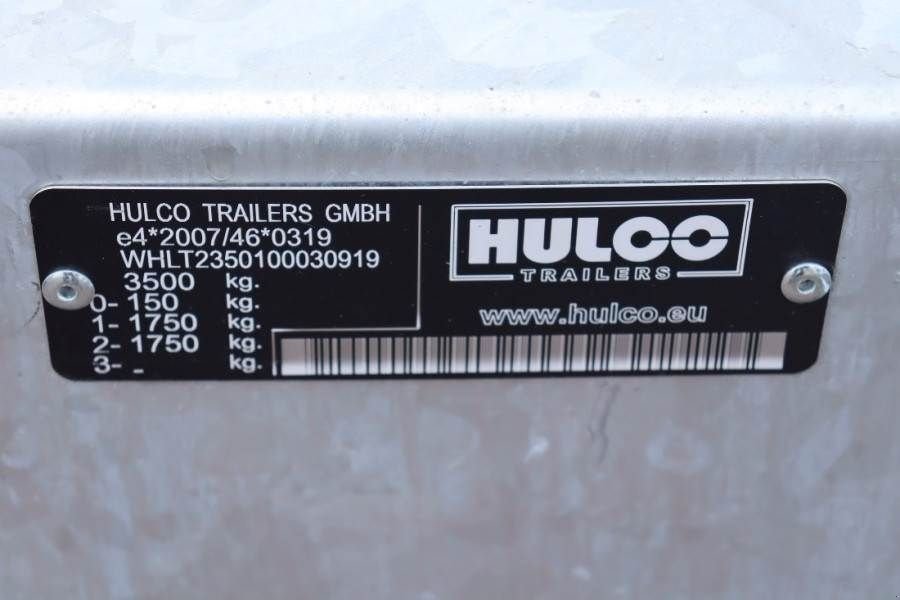 HULCO TRAILERS GMBH
e4*2007/46*0319
WHLT2350100030919
3500 kg.
0- 150 kg.
1- 1750 kg.
2- 1750 kg.
3- - kg.
HULCO
TRAILERS
www.hulco.eu